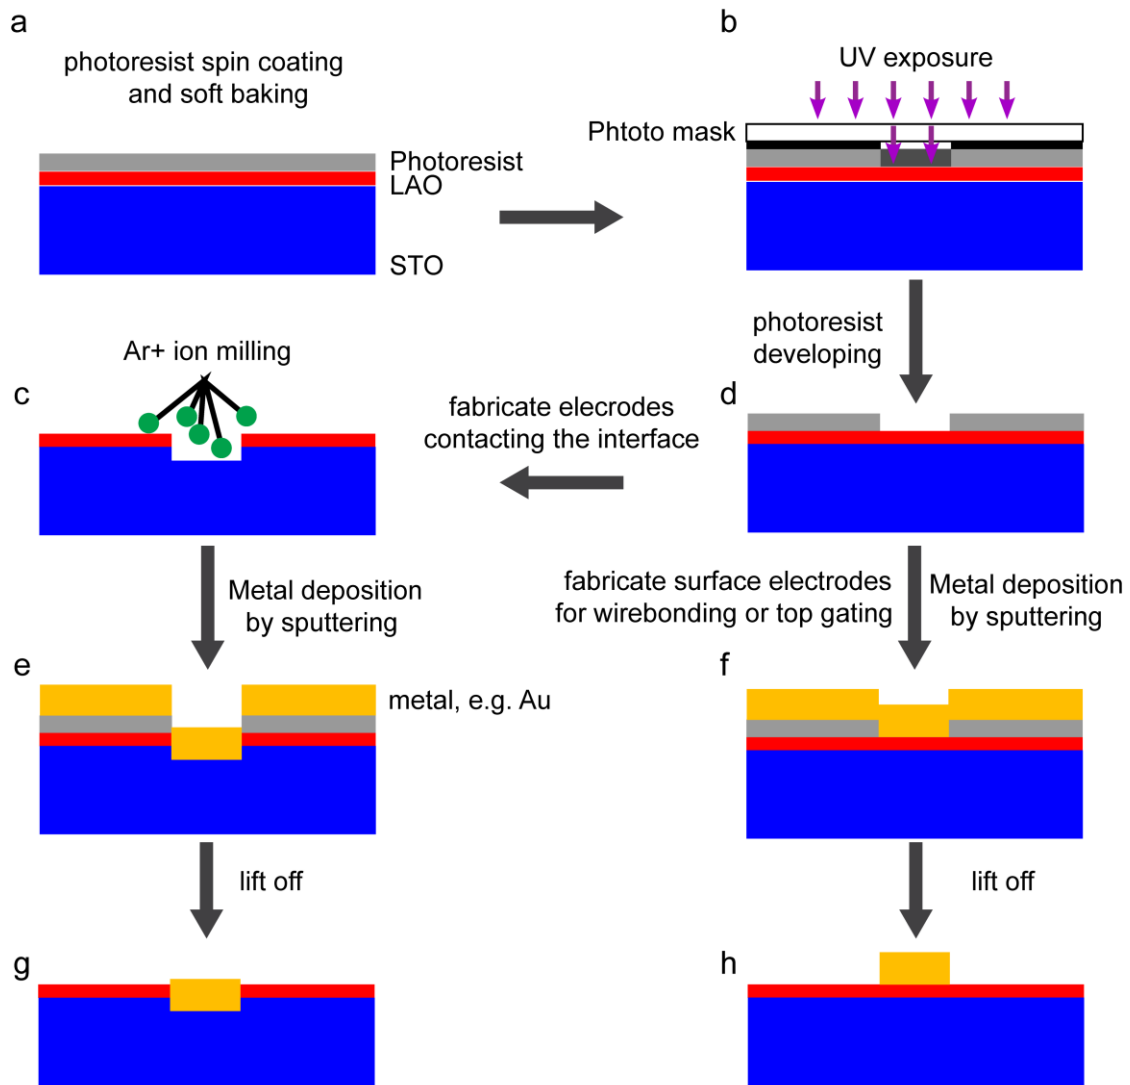 a
photoresist spin coating
and soft baking
Photoresist
LAO
STO
b
UV exposure
Phtoto mask
photoresist
developing
Ar+ ion milling
c
fabricate elecrodes
contacting the interface
d
Metal deposition
by sputtering
fabricate surface electrodes
for wirebonding or top gating
Metal deposition
by sputtering
e
metal, e.g. Au
f
lift off
lift off
g
h